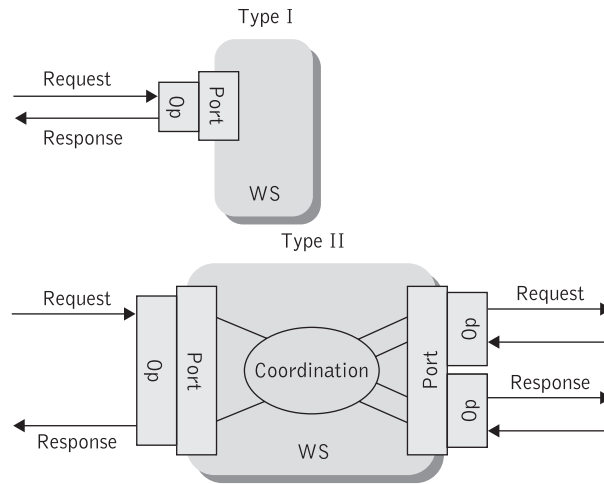 Type I
Request
Op
Port
Response
WS
Type II
Request
Op
Port
Coordination
Port
Op
Request
Op
Response
Response
WS